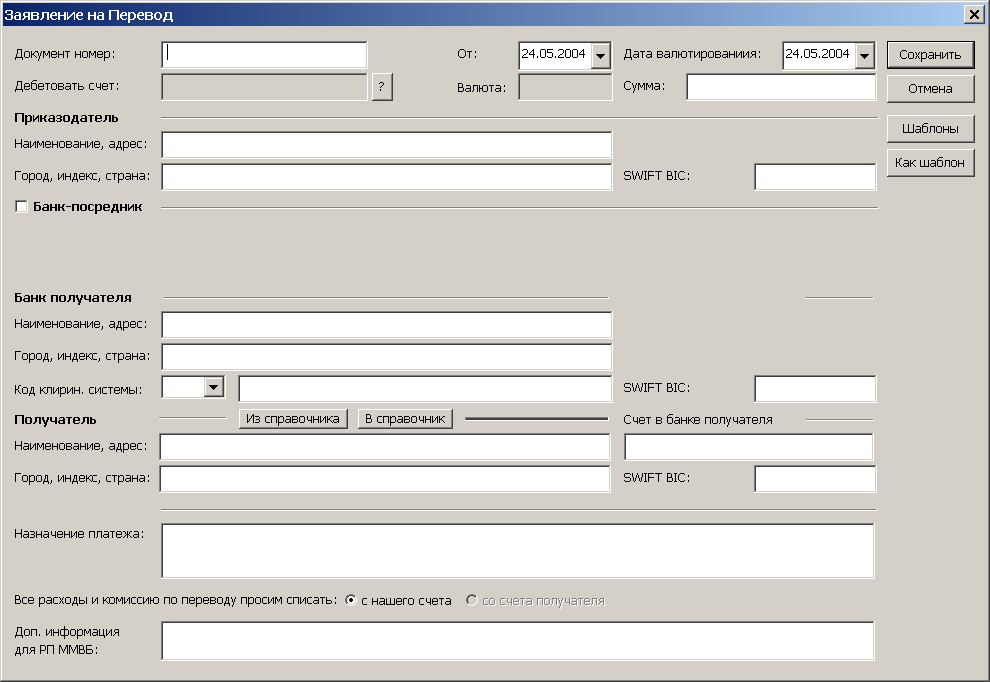 Заявление на Перевод
Документ номер: От: 24.05.2004 Дата валютированиия: 24.05.2004 Сохранить
Дебетовать счет: ? Валюта: Сумма: Отмена
Приказодатель Шаблоны
Наименование, адрес:
Как шаблон
Город, индекс, страна: SWIFT BIC:
Банк-посредник
Банк получателя
Наименование, адрес:
Город, индекс, страна:
Код клирин. системы: SWIFT BIC:
Получатель Из справочника В справочник Счет в банке получателя
Наименование, адрес:
Город, индекс, страна: SWIFT BIC:
Назначение платежа:
Все расходы и комиссию по переводу просим списать: с нашего счета со счета получателя
Доп. информация
для РП ММВБ: